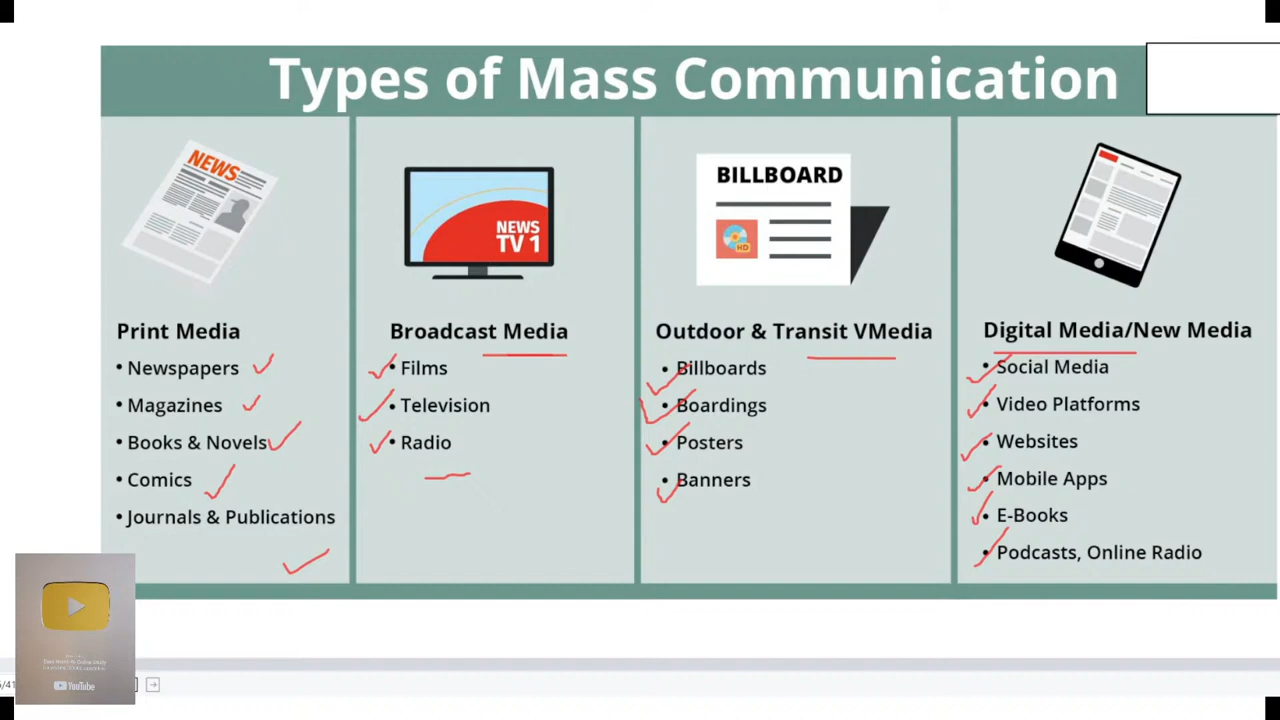 Types of Mass Communication
NEWS
NEWS
TV 1
BILLBOARD
HD
Print Media
• Newspapers
• Magazines
• Books & Novels
• Comics
• Journals & Publications
Broadcast Media
• Films
• Television
• Radio
Outdoor & Transit VMedia
• Billboards
• Boardings
• Posters
• Banners
Digital Media/New Media
• Social Media
• Video Platforms
• Websites
• Mobile Apps
• E-Books
• Podcasts, Online Radio
YouTube